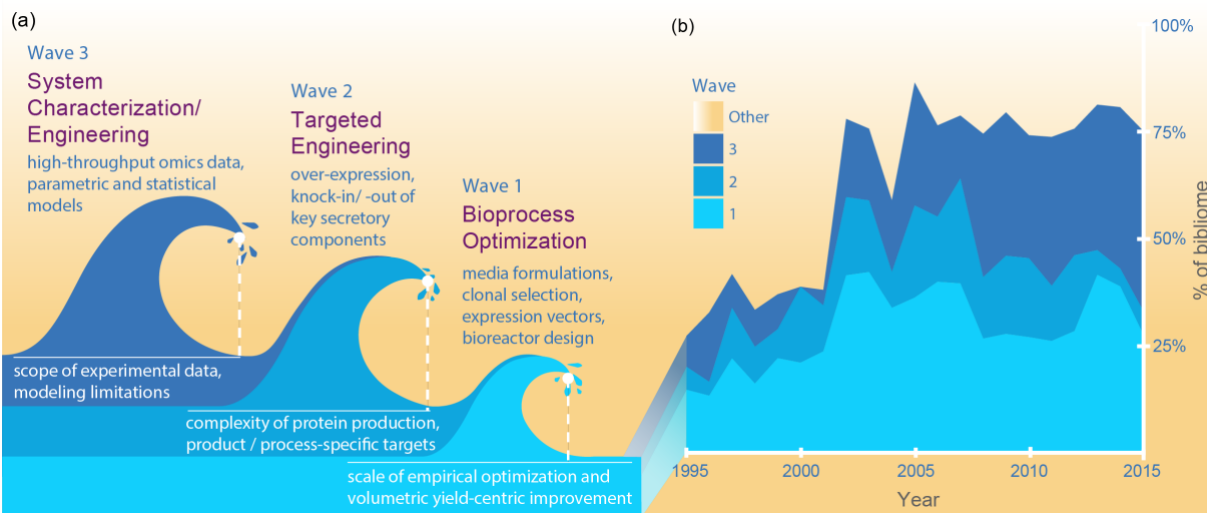 (a)
Wave 3
System
Characterization/
Engineering
high-throughput omics data,
parametric and statistical
models
Wave 2
Targeted
Engineering
over-expression,
knock-in/ -out of
key secretory
components
Wave 1
Bioprocess
Optimization
media formulations,
clonal selection,
expression vectors,
bioreactor design
scope of experimental data,
modeling limitations
complexity of protein production,
product / process-specific targets
scale of empirical optimization and
volumetric yield-centric improvement
(b)
Wave
Other
3
2
1
100%
75%
50%
25%
% of bibliome
1995
2000
2005
2010
2015
Year